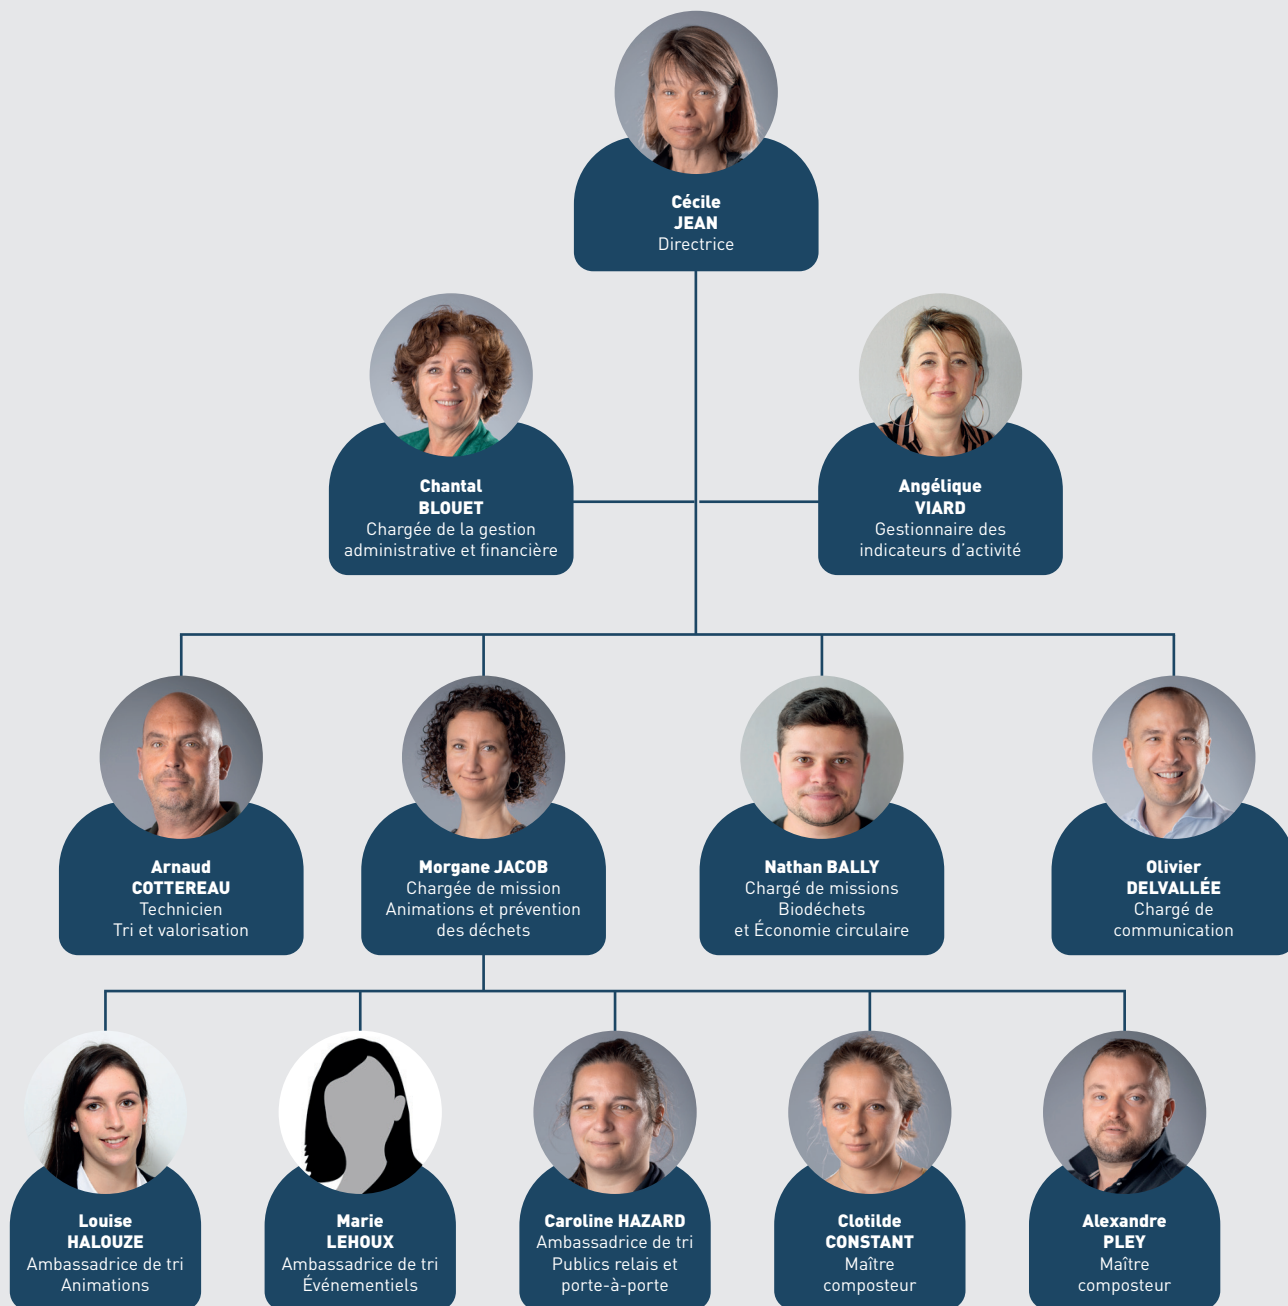 Cécile
JEAN
Directrice
Chantal
BLOUET
Chargée de la gestion
administrative et financière
Angélique
VIARD
Gestionnaire des
indicateurs d'activité
Arnaud
COTTEREAU
Technicien
Tri et valorisation
Morgane JACOB
Chargée de mission
Animations et prévention
des déchets
Nathan BALLY
Chargé de missions
Biodéchets
et Économie circulaire
Olivier
DELVALLÉE
Chargé de
communication
Louise
HALOUZE
Ambassadrice de tri
Animations
Marie
LEHOUX
Ambassadrice de tri
Événementiels
Caroline HAZARD
Ambassadrice de tri
Publics relais et
porte-à-porte
Clotilde
CONSTANT
Maître
composteur
Alexandre
PLEY
Maître
composteur